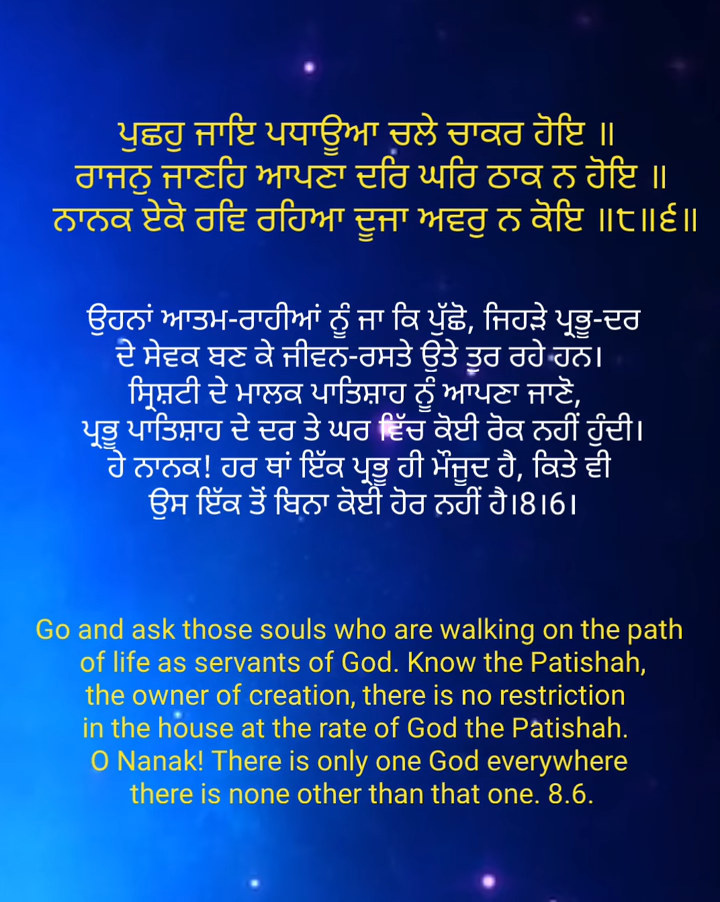 ਪੁਛਹੁ ਜਾਇ ਪਧਾਊਆ ਚਲੇ ਚਾਕਰ ਹੋਇ ॥
ਰਾਜਨੁ ਜਾਣਹਿ ਆਪਣਾ ਦਰਿ ਘਰਿ ਠਾਕ ਨ ਹੋਇ ॥
ਨਾਨਕ ਏਕੋ ਰਵਿ ਰਹਿਆ ਦੂਜਾ ਅਵਰੁ ਨ ਕੋਇ ॥੮॥੬॥
ਉਹਨਾਂ ਆਤਮ-ਰਾਹੀਆਂ ਨੂੰ ਜਾ ਕਿ ਪੁੱਛੋ, ਜਿਹੜੇ ਪ੍ਰਭੂ-ਦਰ
ਦੇ ਸੇਵਕ ਬਣ ਕੇ ਜੀਵਨ-ਰਸਤੇ ਉਤੇ ਤੁਰ ਰਹੇ ਹਨ।
ਸ੍ਰਿਸ਼ਟੀ ਦੇ ਮਾਲਕ ਪਾਤਿਸ਼ਾਹ ਨੂੰ ਆਪਣਾ ਜਾਣੋ,
ਪ੍ਰਭੂ ਪਾਤਿਸ਼ਾਹ ਦੇ ਦਰ ਤੇ ਘਰ ਵਿੱਚ ਕੋਈ ਰੋਕ ਨਹੀਂ ਹੁੰਦੀ।
ਹੇ ਨਾਨਕ! ਹਰ ਥਾਂ ਇੱਕ ਪ੍ਰਭੂ ਹੀ ਮੌਜੂਦ ਹੈ, ਕਿਤੇ ਵੀ
ਉਸ ਇੱਕ ਤੋਂ ਬਿਨਾ ਕੋਈ ਹੋਰ ਨਹੀਂ ਹੈ।8।6।
Go and ask those souls who are walking on the path
of life as servants of God. Know the Patishah,
the owner of creation, there is no restriction
in the house at the rate of God the Patishah.
O Nanak! There is only one God everywhere
there is none other than that one. 8.6.